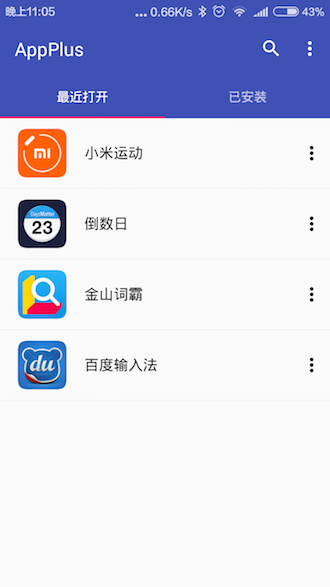 晚上11:05
... 0.66K/s
43%
AppPlus
最近打开
已安装
mi
小米运动
DaysMatter
23
倒数日
金山词霸
du
百度输入法